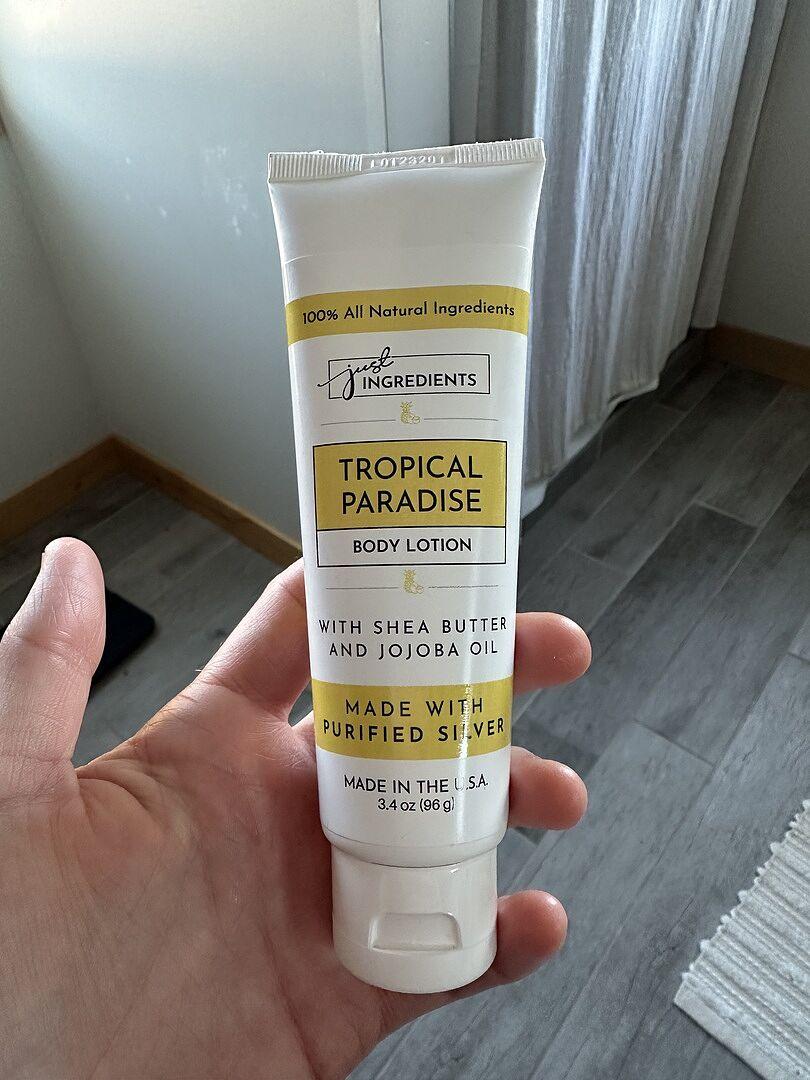 LOT23201
100% All Natural Ingredients
just
INGREDIENTS
TROPICAL
PARADISE
BODY LOTION
WITH SHEA BUTTER
AND JOJOBA OIL
MADE WITH
PURIFIED SILVER
MADE IN THE U.S.A.
3.4 oz (96 g)